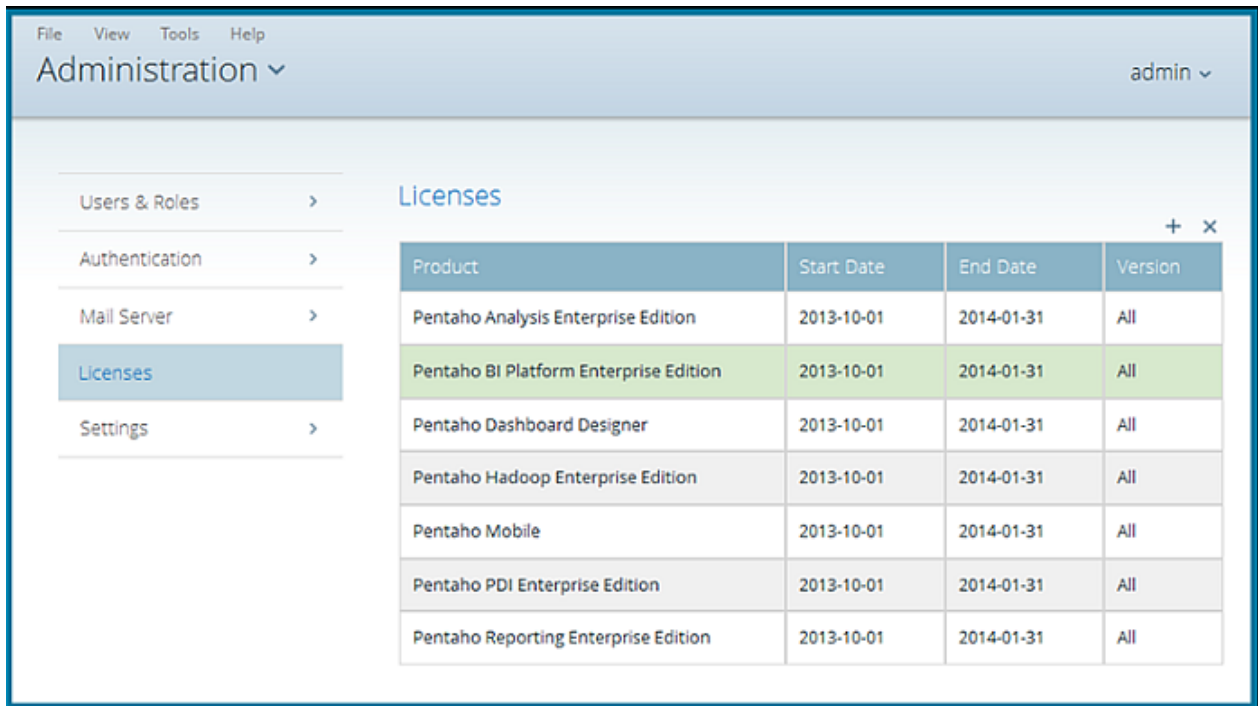 File View Tools Help
Administration
admin
Users & Roles
Authentication
Mail Server
Licenses
Settings
Licenses
+ ×
Product Start Date End Date Version
Pentaho Analysis Enterprise Edition 2013-10-01 2014-01-31 All
Pentaho BI Platform Enterprise Edition 2013-10-01 2014-01-31 All
Pentaho Dashboard Designer 2013-10-01 2014-01-31 All
Pentaho Hadoop Enterprise Edition 2013-10-01 2014-01-31 All
Pentaho Mobile 2013-10-01 2014-01-31 All
Pentaho PDI Enterprise Edition 2013-10-01 2014-01-31 All
Pentaho Reporting Enterprise Edition 2013-10-01 2014-01-31 All